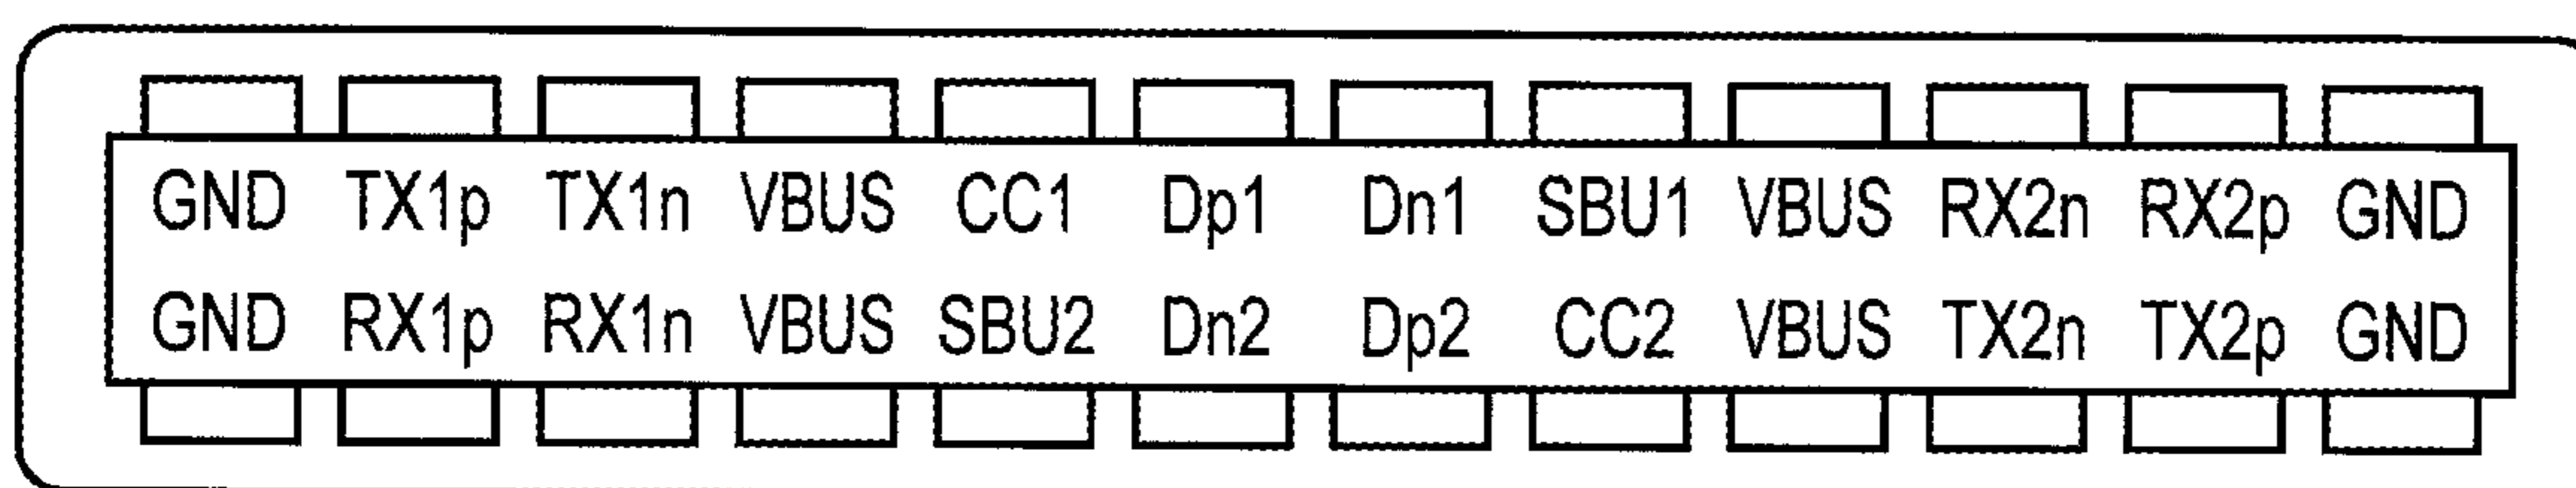 GND TX1p TX1n VBUS CC1 Dp1 Dn1 SBU1 VBUS RX2n RX2p GND
GND RX1p RX1n VBUS SBU2 Dn2 Dp2 CC2 VBUS TX2n TX2p GND